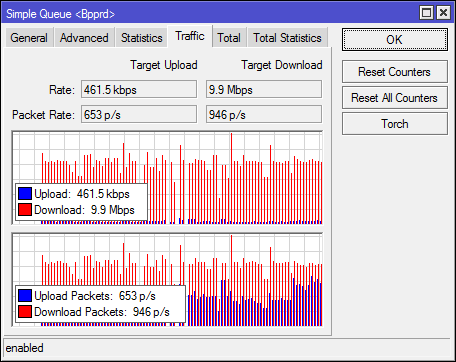 Simple Queue <Bpprd>
General Advanced Statistics Traffic Total Total Statistics
OK
Target Upload Target Download
Rate: 461.5 kbps 9.9 Mbps
Reset Counters
Packet Rate: 653 p/s 946 p/s
Reset All Counters
Torch
Upload: 461.5 kbps
Download: 9.9 Mbps
Upload Packets: 653 p/s
Download Packets: 946 p/s
enabled